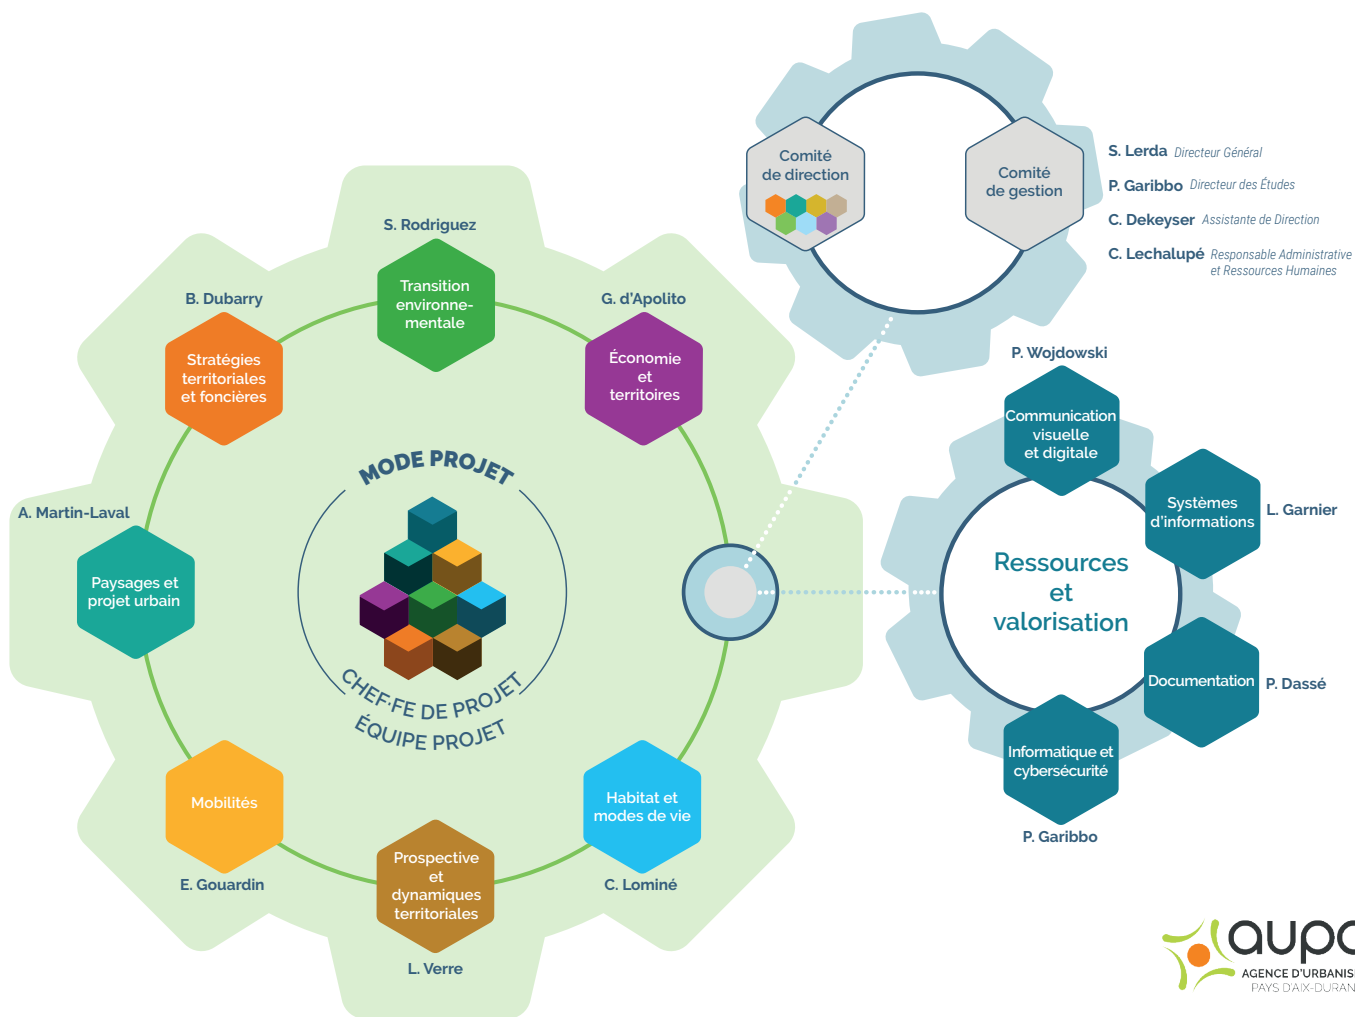 Comité
de direction
Comité
de gestion
S. Lerda Directeur Général
P. Garibbo Directeur des Études
C. Dekeyser Assistante de Direction
C. Lechalupé Responsable Administrative
et Ressources Humaines
S. Rodriguez
Transition
environne-
mentale
B. Dubarry
Stratégies
territoriales
et foncières
G. d'Apolito
Économie
et
territoires
A. Martin-Laval
Paysages et
projet urbain
MODE PROJET
CHEF·FE DE PROJET
ÉQUIPE PROJET
Mobilités
E. Gouardin
Habitat et
modes de vie
C. Lominé
Prospective
et
dynamiques
territoriales
L. Verre
P. Wojdowski
Communication
visuelle
et digitale
Systèmes
d'informations
L. Garnier
Ressources
et
valorisation
Documentation
P. Dassé
Informatique et
cybersécurité
P. Garibbo
AGENCE D'URBANIS
PAYS D'AIX-DURAN